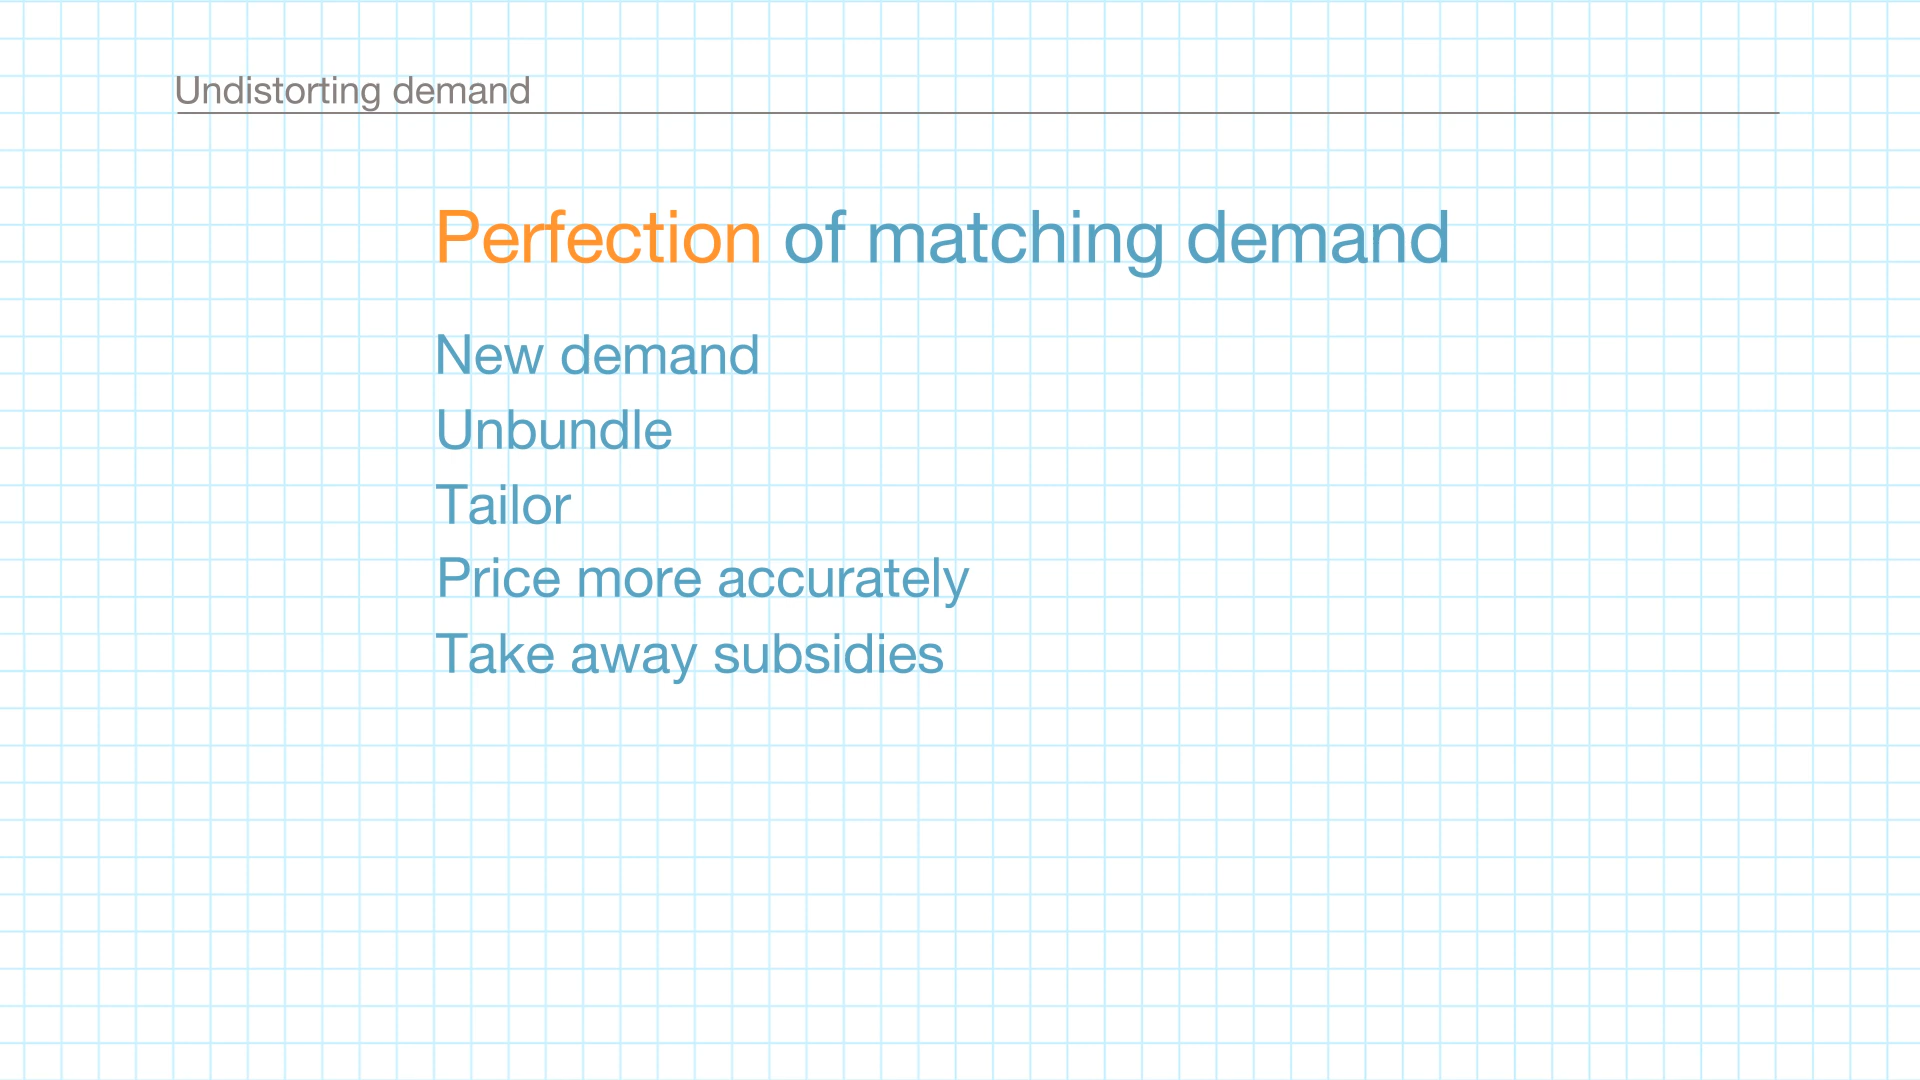 Undistorting demand
Perfection of matching demand
New demand
Unbundle
Tailor
Price more accurately
Take away subsidies